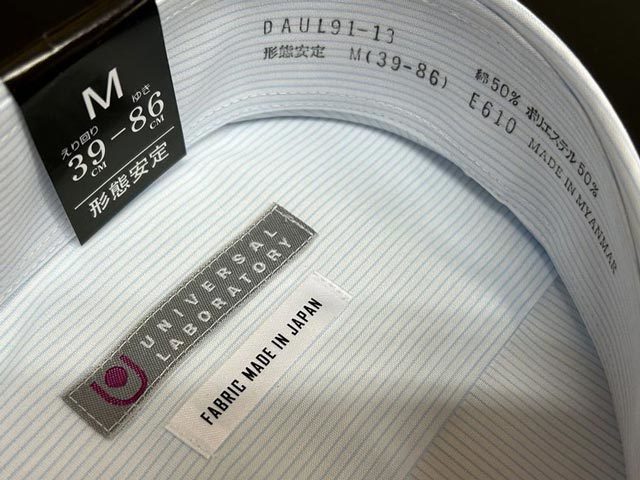 M
えり回り ゆき
39-86
CM CM
形態安定
DAUL91-13
形態安定 M(39-86)
綿50% ポリエステル50%
E610 MADE IN MYANMAR
UNIVERSAL
LABORATORY
FABRIC MADE IN JAPAN